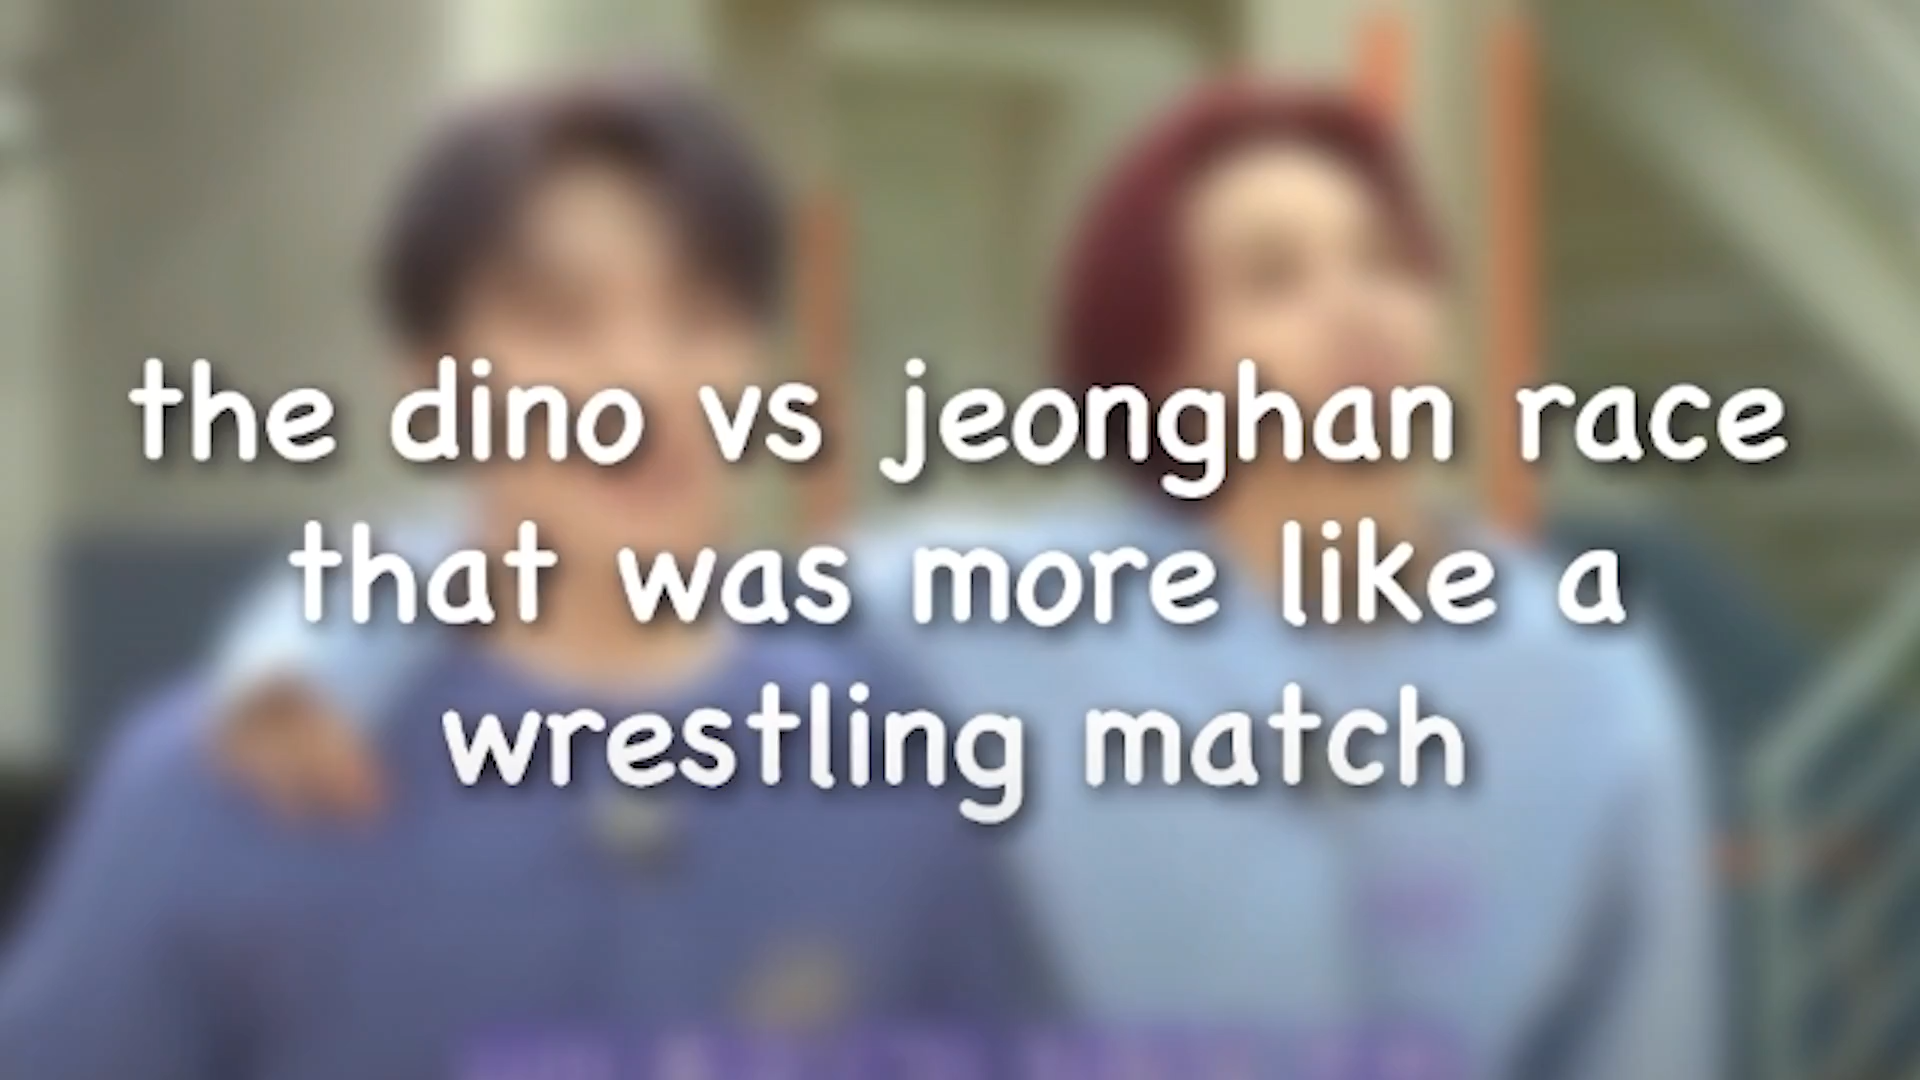 the dino vs jeonghan race
that was more like a
wrestling match